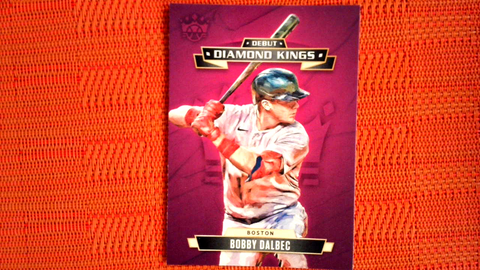 DEBUT
DIAMOND KINGS
BOSTON
BOBBY DALBEC